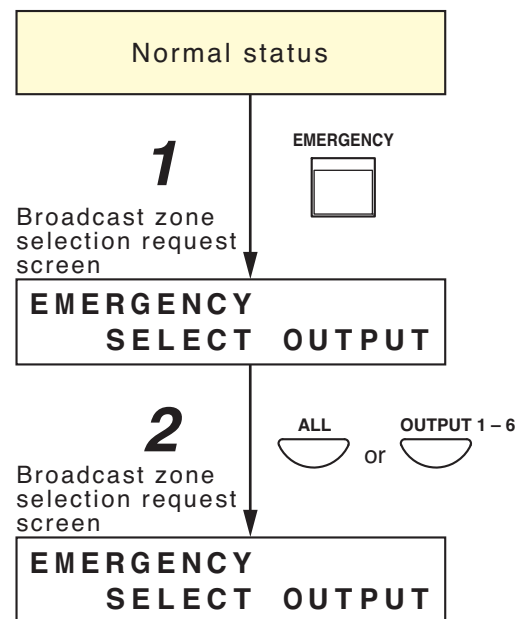 Normal status
1
EMERGENCY
Broadcast zone
selection request
screen
EMERGENCY
SELECT OUTPUT
2
ALL
or
OUTPUT 1 – 6
Broadcast zone
selection request
screen
EMERGENCY
SELECT OUTPUT